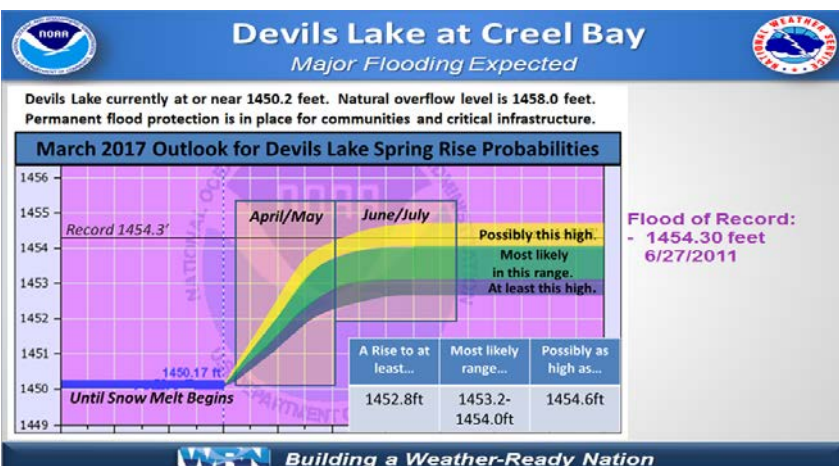 NOAA
Devils Lake at Creel Bay
Major Flooding Expected
Devils Lake currently at or near 1450.2 feet. Natural overflow level is 1458.0 feet.
Permanent flood protection is in place for communities and critical infrastructure.
March 2017 Outlook for Devils Lake Spring Rise Probabilities
1456
1455
1454
1453
1452
1451
1450
1449
April/May
June/July
Record 1454.3'
Possibly this high.
Most likely
in this range.
At least this high.
1450.17 ft
Until Snow Melt Begins
A Rise to at
least...
Most likely
range...
Possibly as
high as...
1452.8ft
1453.2-
1454.0ft
1454.6ft
Flood of Record:
- 1454.30 feet
6/27/2011
NATIONAL WEATHER SERVICE
Building a Weather-Ready Nation